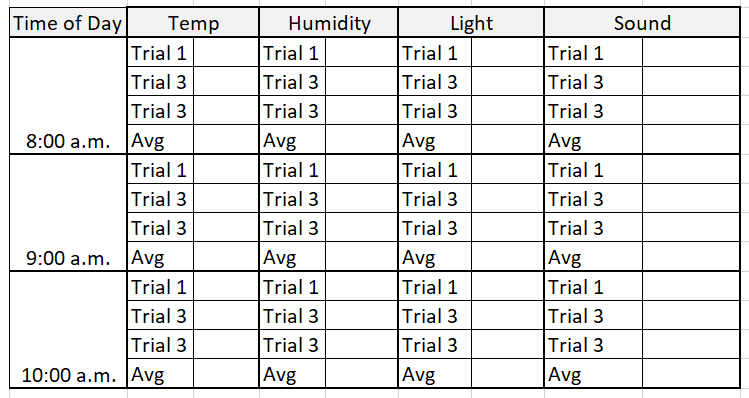 Time of Day Temp Humidity Light Sound
Trial 1 Trial 1 Trial 1 Trial 1
Trial 3 Trial 3 Trial 3 Trial 3
Trial 3 Trial 3 Trial 3 Trial 3
8:00 a.m. Avg Avg Avg Avg
Trial 1 Trial 1 Trial 1 Trial 1
Trial 3 Trial 3 Trial 3 Trial 3
Trial 3 Trial 3 Trial 3 Trial 3
9:00 a.m. Avg Avg Avg Avg
Trial 1 Trial 1 Trial 1 Trial 1
Trial 3 Trial 3 Trial 3 Trial 3
Trial 3 Trial 3 Trial 3 Trial 3
10:00 a.m. Avg Avg Avg Avg